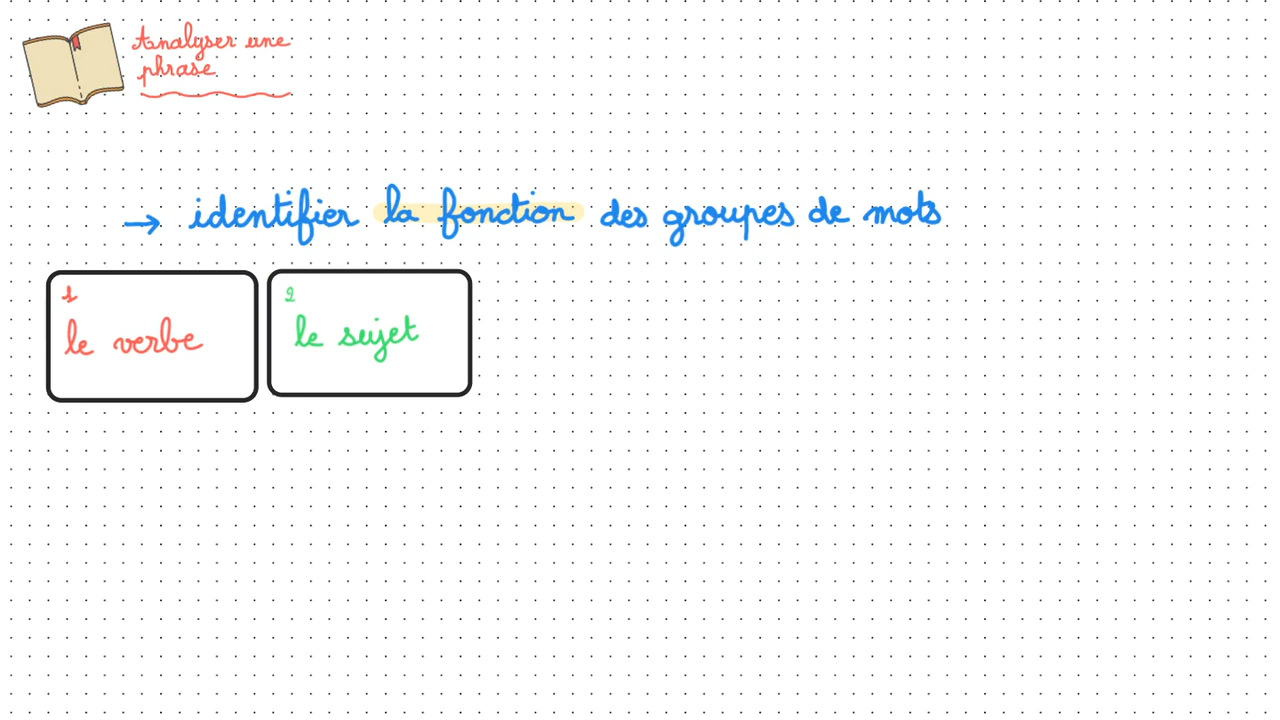 Analyser une
phrase
→ identifier la fonction des groupes de mots
1
le verbe
2
le sujet